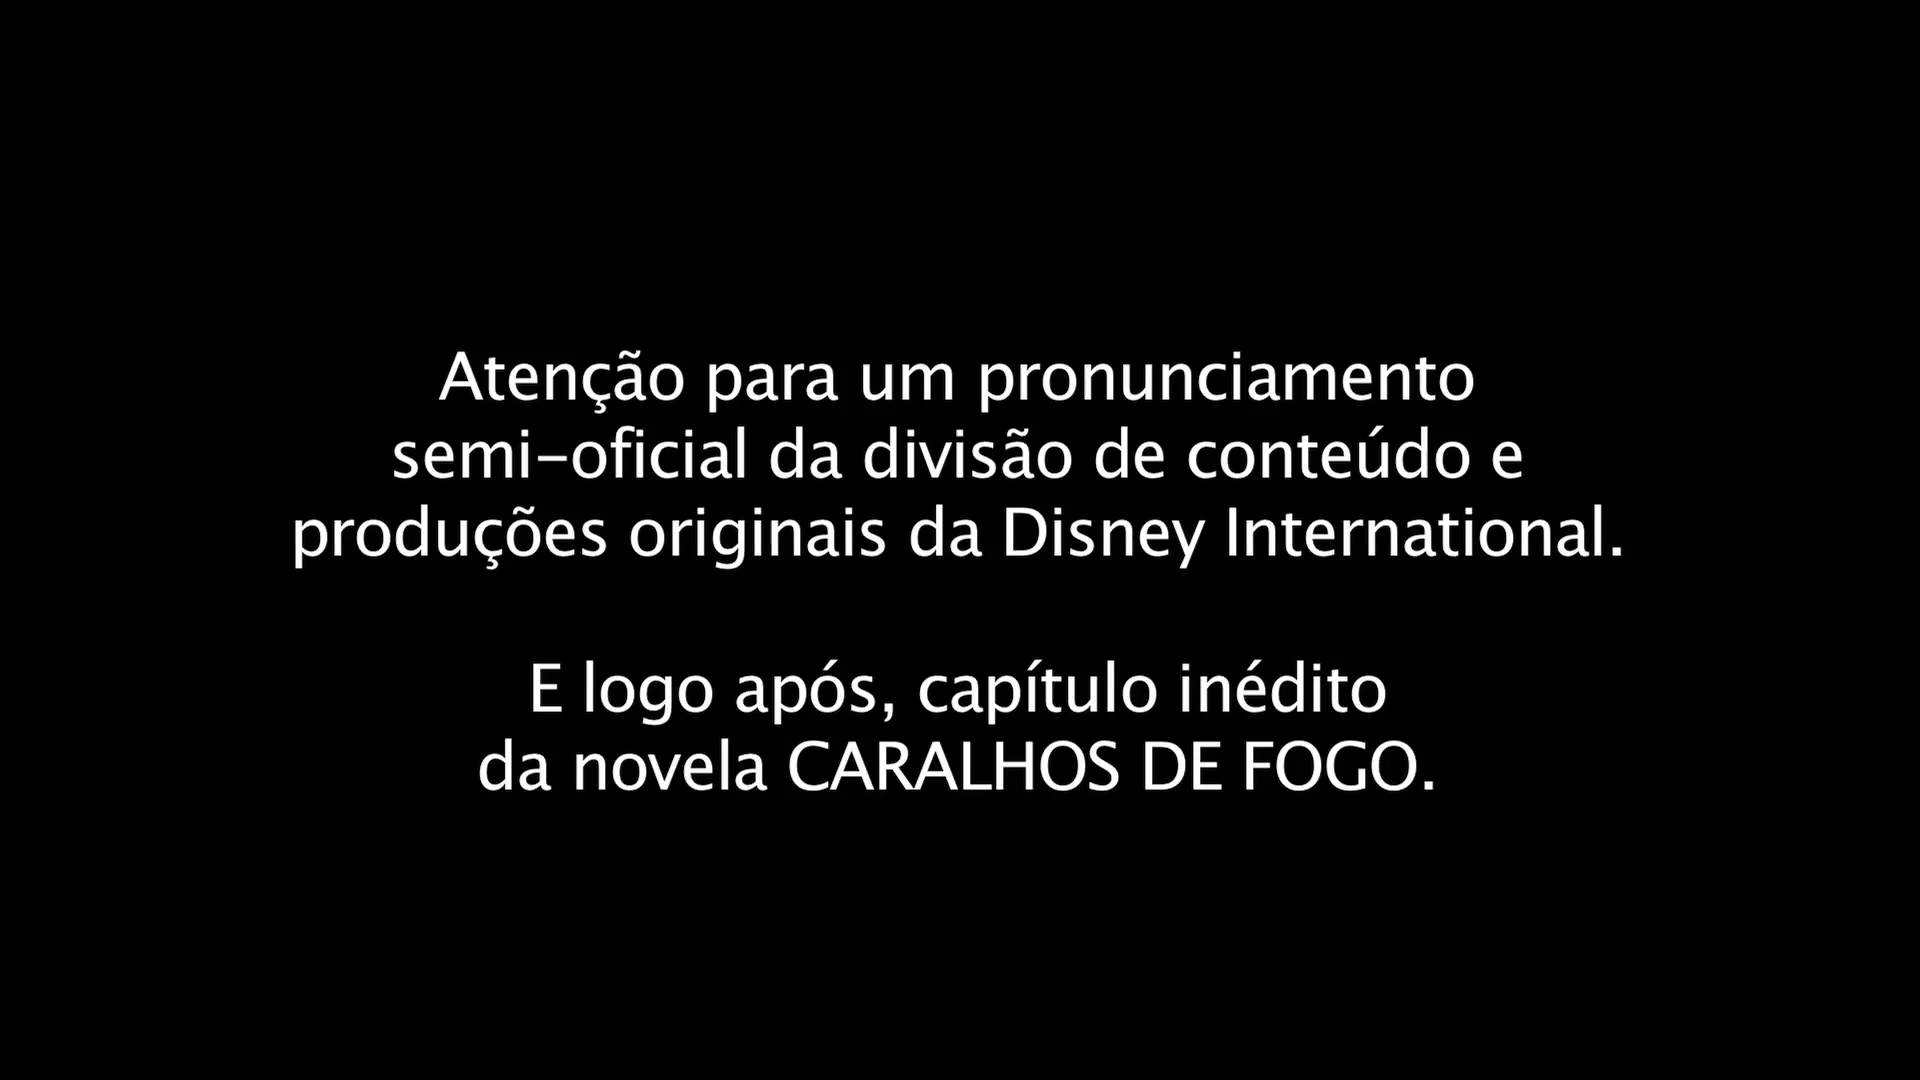 Atenção para um pronunciamento
semi-oficial da divisão de conteúdo e
produções originais da Disney International.
E logo após, capítulo inédito
da novela CARALHOS DE FOGO.